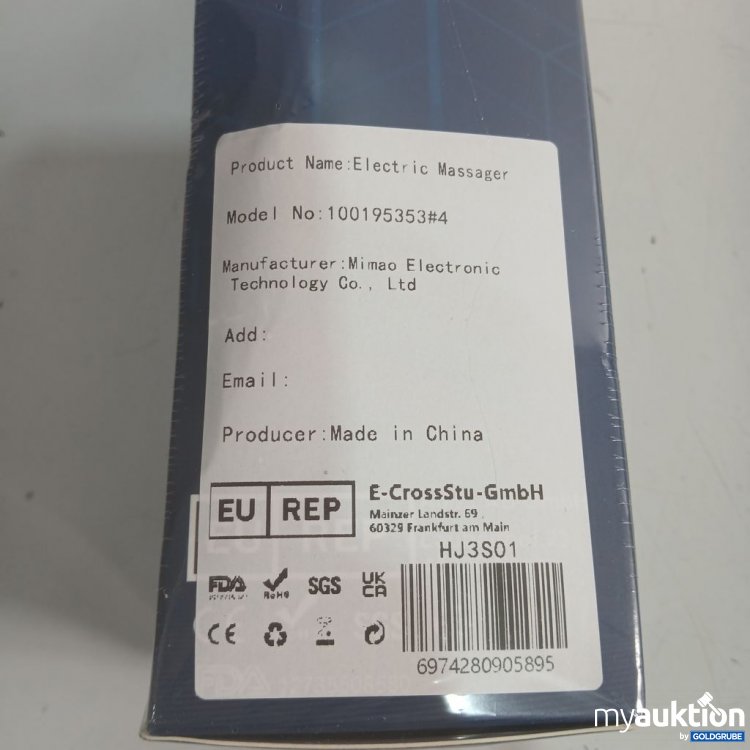 Product Name:Electric Massager
Model No:100195353#4
Manufacturer:Mimao Electronic
Technology Co., Ltd
Add:
Email:
Producer:Made in China
EU REP
E-CrossStu-GmbH
Mainzer Landstr. 69,
60329 Frankfurt am Main
HJ3S01
FDA RoHS SGS UK CA
CE
6974280905895
myauktion
by GOLDGRUBE